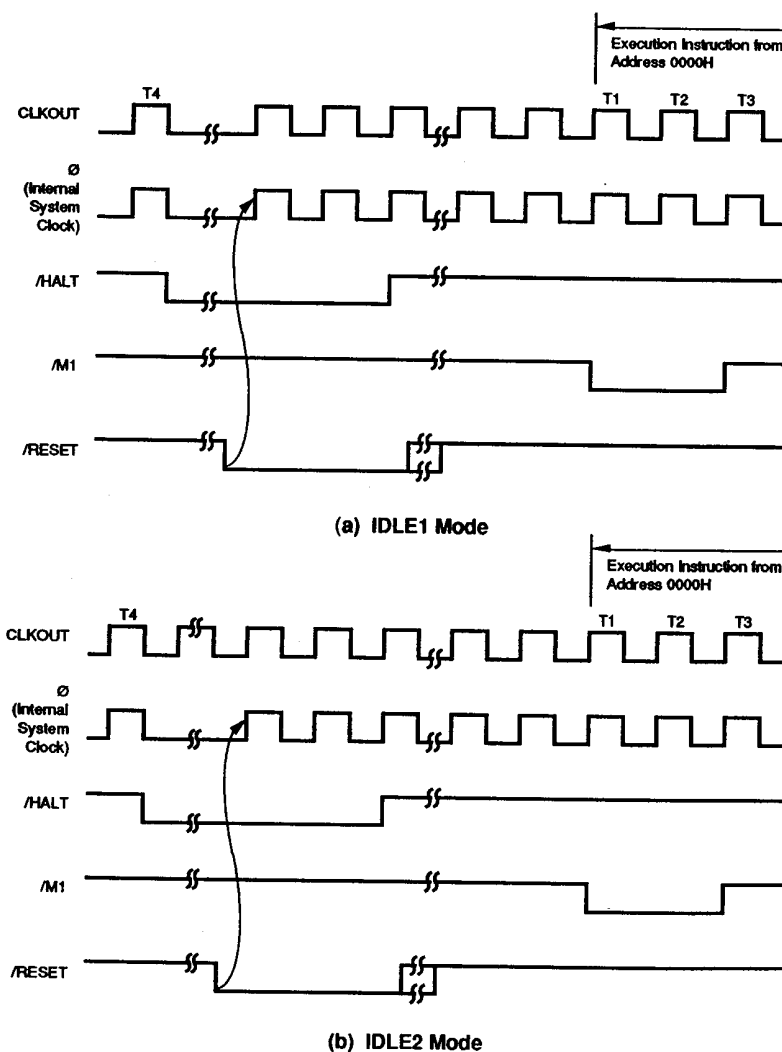 Execution Instruction from
Address 0000H
T4
T1
T2
T3
CLKOUT
Ø
(Internal
System
Clock)
/HALT
/M1
/RESET
(a) IDLE1 Mode
Execution Instruction from
Address 0000H
T4
T1
T2
T3
CLKOUT
Ø
(Internal
System
Clock)
/HALT
/M1
/RESET
(b) IDLE2 Mode